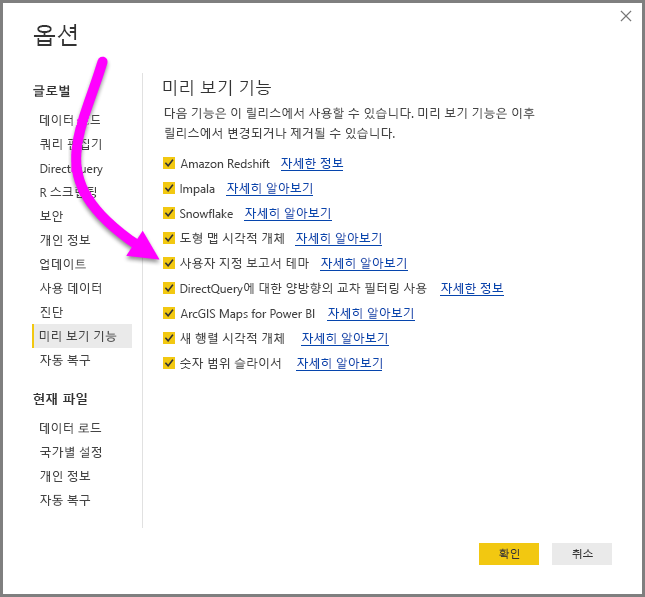 옵션
글로벌
데이터 로드
쿼리 편집기
DirectQuery
R 스크립팅
보안
개인 정보
업데이트
사용 데이터
진단
미리 보기 기능
자동 복구
현재 파일
데이터 로드
국가별 설정
개인 정보
자동 복구
미리 보기 기능
다음 기능은 이 릴리스에서 사용할 수 있습니다. 미리 보기 기능은 이후
릴리스에서 변경되거나 제거될 수 있습니다.
Amazon Redshift 자세한 정보
Impala 자세히 알아보기
Snowflake 자세히 알아보기
도형 맵 시각적 개체 자세히 알아보기
사용자 지정 보고서 테마 자세히 알아보기
DirectQuery에 대한 양방향의 교차 필터링 사용 자세한 정보
ArcGIS Maps for Power BI 자세히 알아보기
새 행렬 시각적 개체 자세히 알아보기
숫자 범위 슬라이서 자세히 알아보기
확인
취소